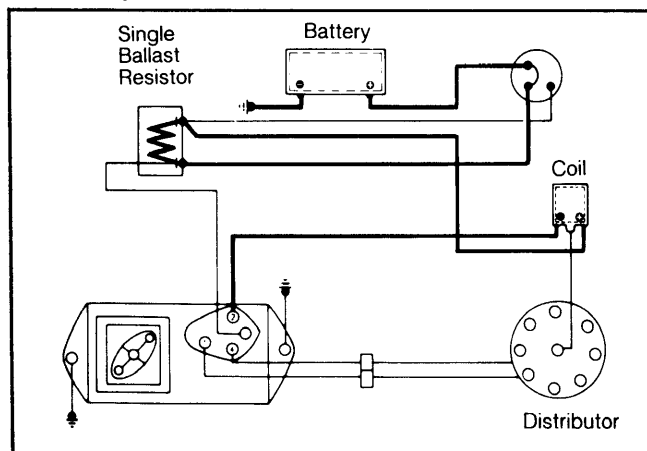 Single
Ballast
Resistor
Battery
Coil
Distributor